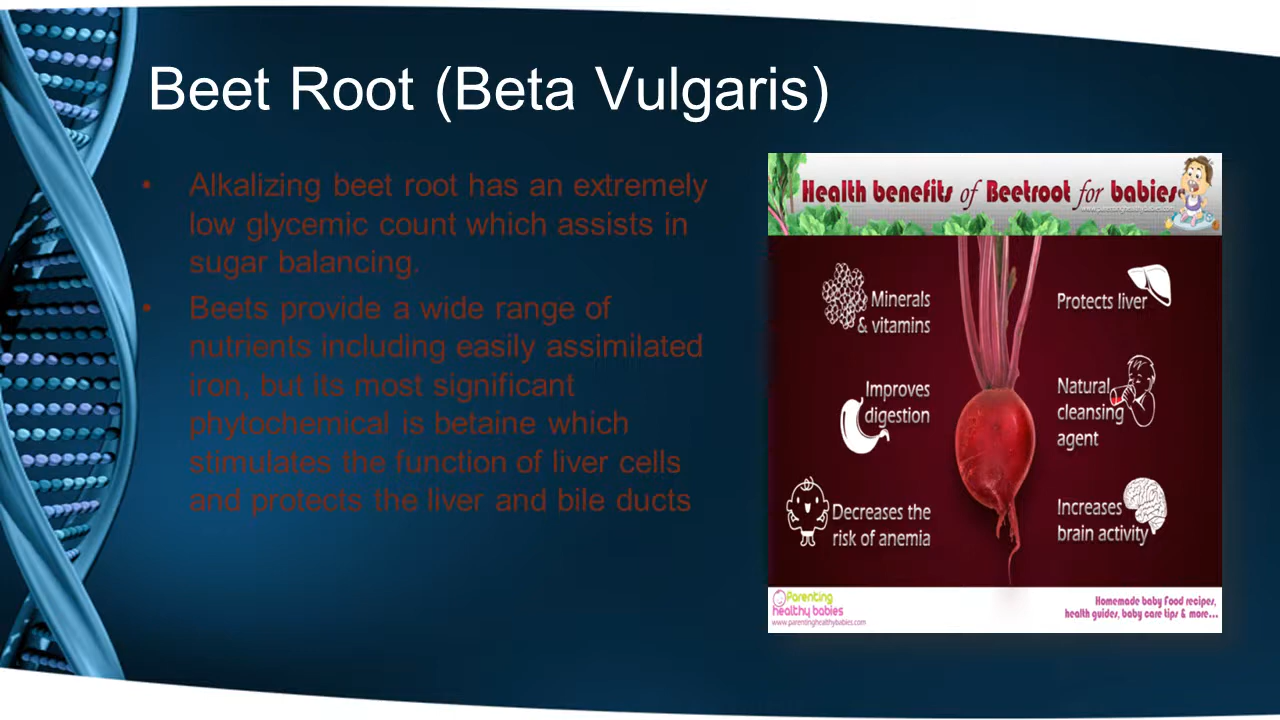 Beet Root (Beta Vulgaris)
• Alkalizing beet root has an extremely
low glycemic count which assists in
sugar balancing.
• Beets provide a wide range of
nutrients including easily assimilated
iron, but its most significant
phytochemical is betaine which
stimulates the function of liver cells
and protects the liver and bile ducts
Health benefits of Beetroot for babies
www.parentinghealthybabies.com
Minerals
& vitamins
Protects liver
Improves
digestion
Natural
cleansing
agent
Decreases the
risk of anemia
Increases
brain activity
Parenting
healthy babies
www.parentinghealthybabies.com
Homemade baby Food recipes,
health guides, baby care tips & more...